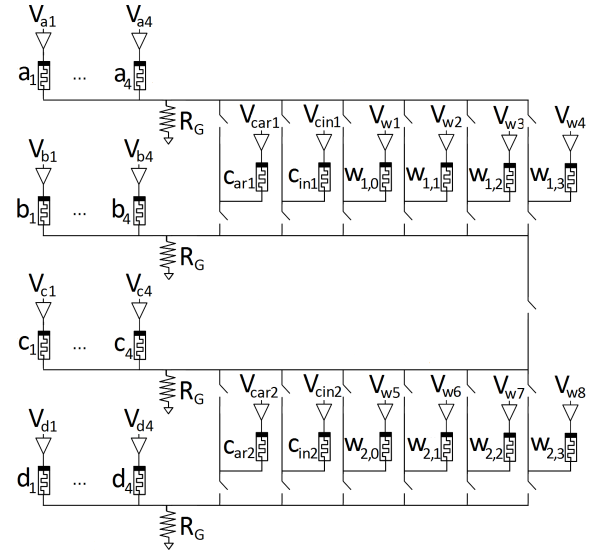 Va1 Va4
a1 ... a4
RG Vcar1 Vcin1 Vw1 Vw2 Vw3 Vw4
Vb1 Vb4
car1 cin1 w1,0 w1,1 w1,2 w1,3
b1 ... b4
RG
Vc1 Vc4
c1 ... c4
RG Vcar2 Vcin2 Vw5 Vw6 Vw7 Vw8
Vd1 Vd4
car2 cin2 w2,0 w2,1 w2,2 w2,3
d1 ... d4
RG